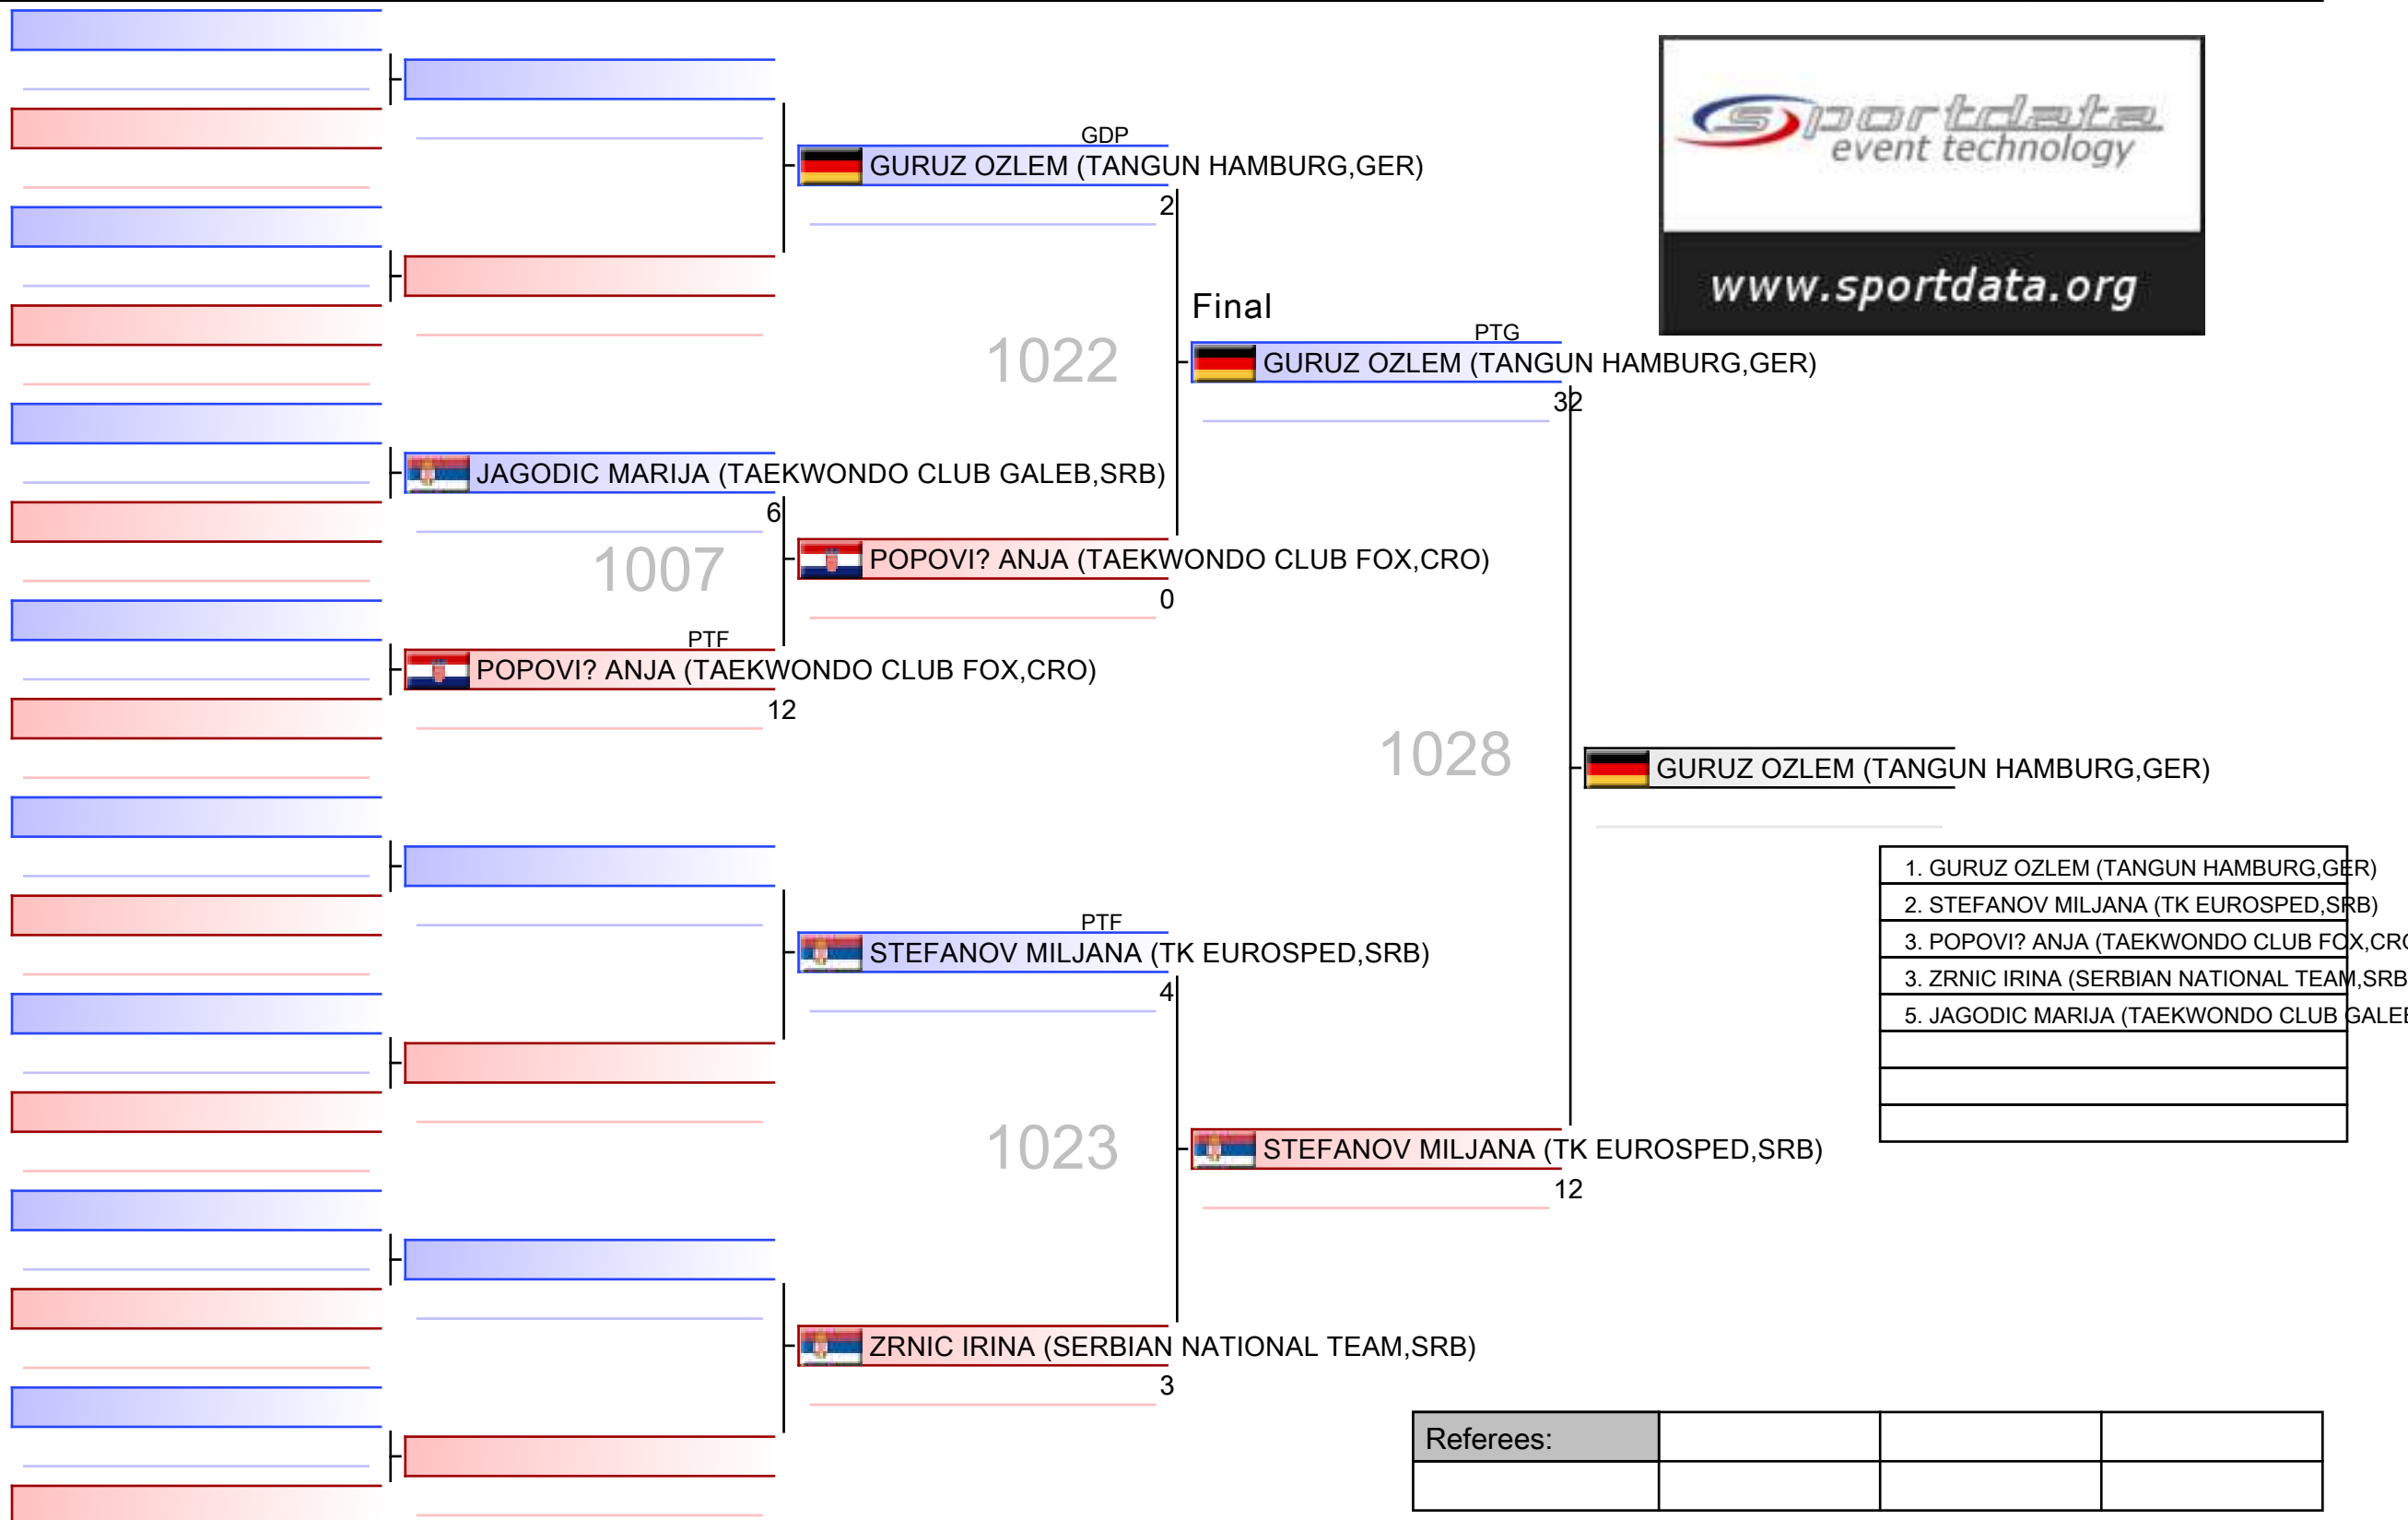 sportdata
event technology
www.sportdata.org
GDP
GURUZ OZLEM (TANGUN HAMBURG,GER)
2
Final
PTG
1022
GURUZ OZLEM (TANGUN HAMBURG,GER)
32
JAGODIC MARIJA (TAEKWONDO CLUB GALEB,SRB)
6
1007
POPOVI? ANJA (TAEKWONDO CLUB FOX,CRO)
0
PTF
POPOVI? ANJA (TAEKWONDO CLUB FOX,CRO)
12
1028
GURUZ OZLEM (TANGUN HAMBURG,GER)
1. GURUZ OZLEM (TANGUN HAMBURG,GER)
2. STEFANOV MILJANA (TK EUROSPED,SRB)
3. POPOVI? ANJA (TAEKWONDO CLUB FOX,CRO
3. ZRNIC IRINA (SERBIAN NATIONAL TEAM,SRB
5. JAGODIC MARIJA (TAEKWONDO CLUB GALEB
PTF
STEFANOV MILJANA (TK EUROSPED,SRB)
4
1023
STEFANOV MILJANA (TK EUROSPED,SRB)
12
ZRNIC IRINA (SERBIAN NATIONAL TEAM,SRB)
3
Referees: